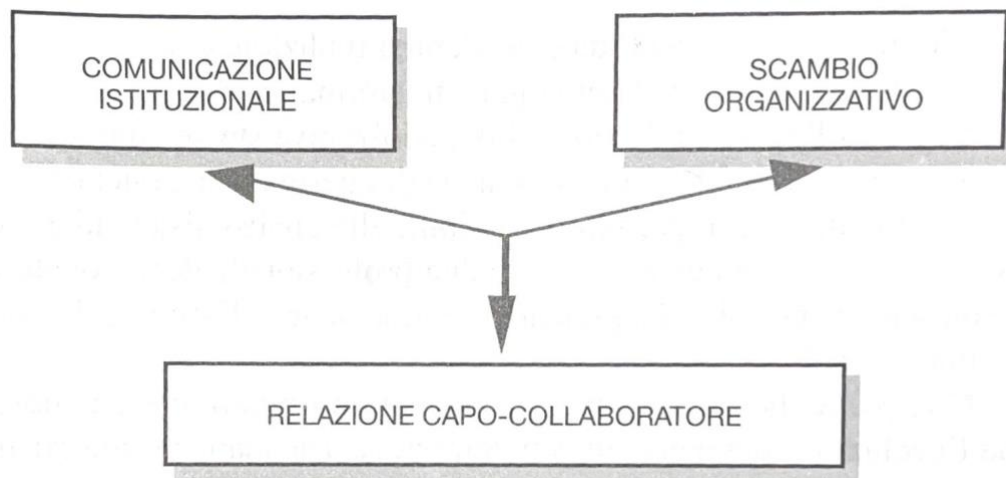 COMUNICAZIONE
ISTITUZIONALE
SCAMBIO
ORGANIZZATIVO
RELAZIONE CAPO-COLLABORATORE